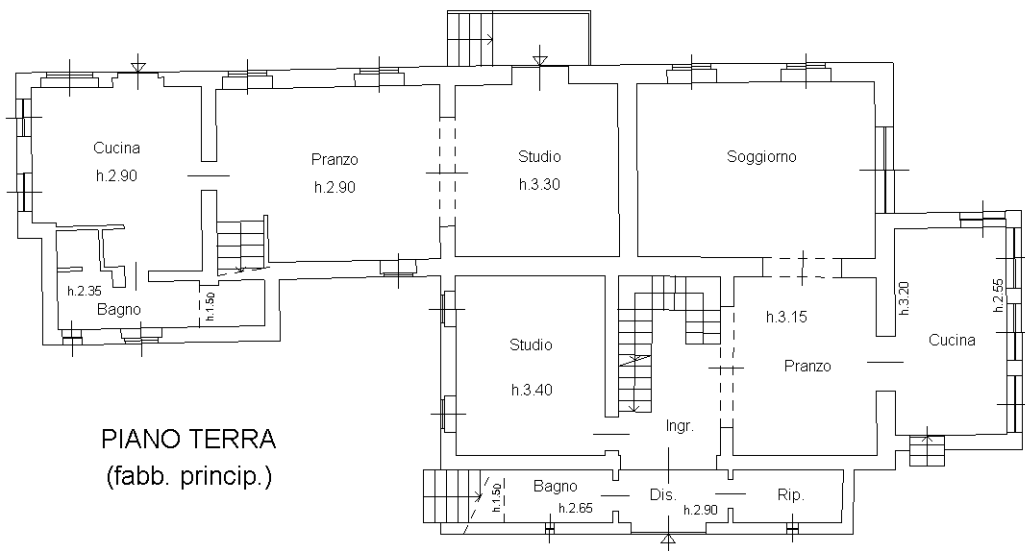 Cucina
h.2.90
Pranzo
h.2.90
Studio
h.3.30
Soggiorno
h.2.35
Bagno
h.1.50
Studio
h.3.40
Ingr.
h.3.15
Pranzo
h.3.20
h.2.55
Cucina
PIANO TERRA
(fabb. princip.)
h.1.50
Bagno
h.2.65
Dis.
h.2.90
Rip.